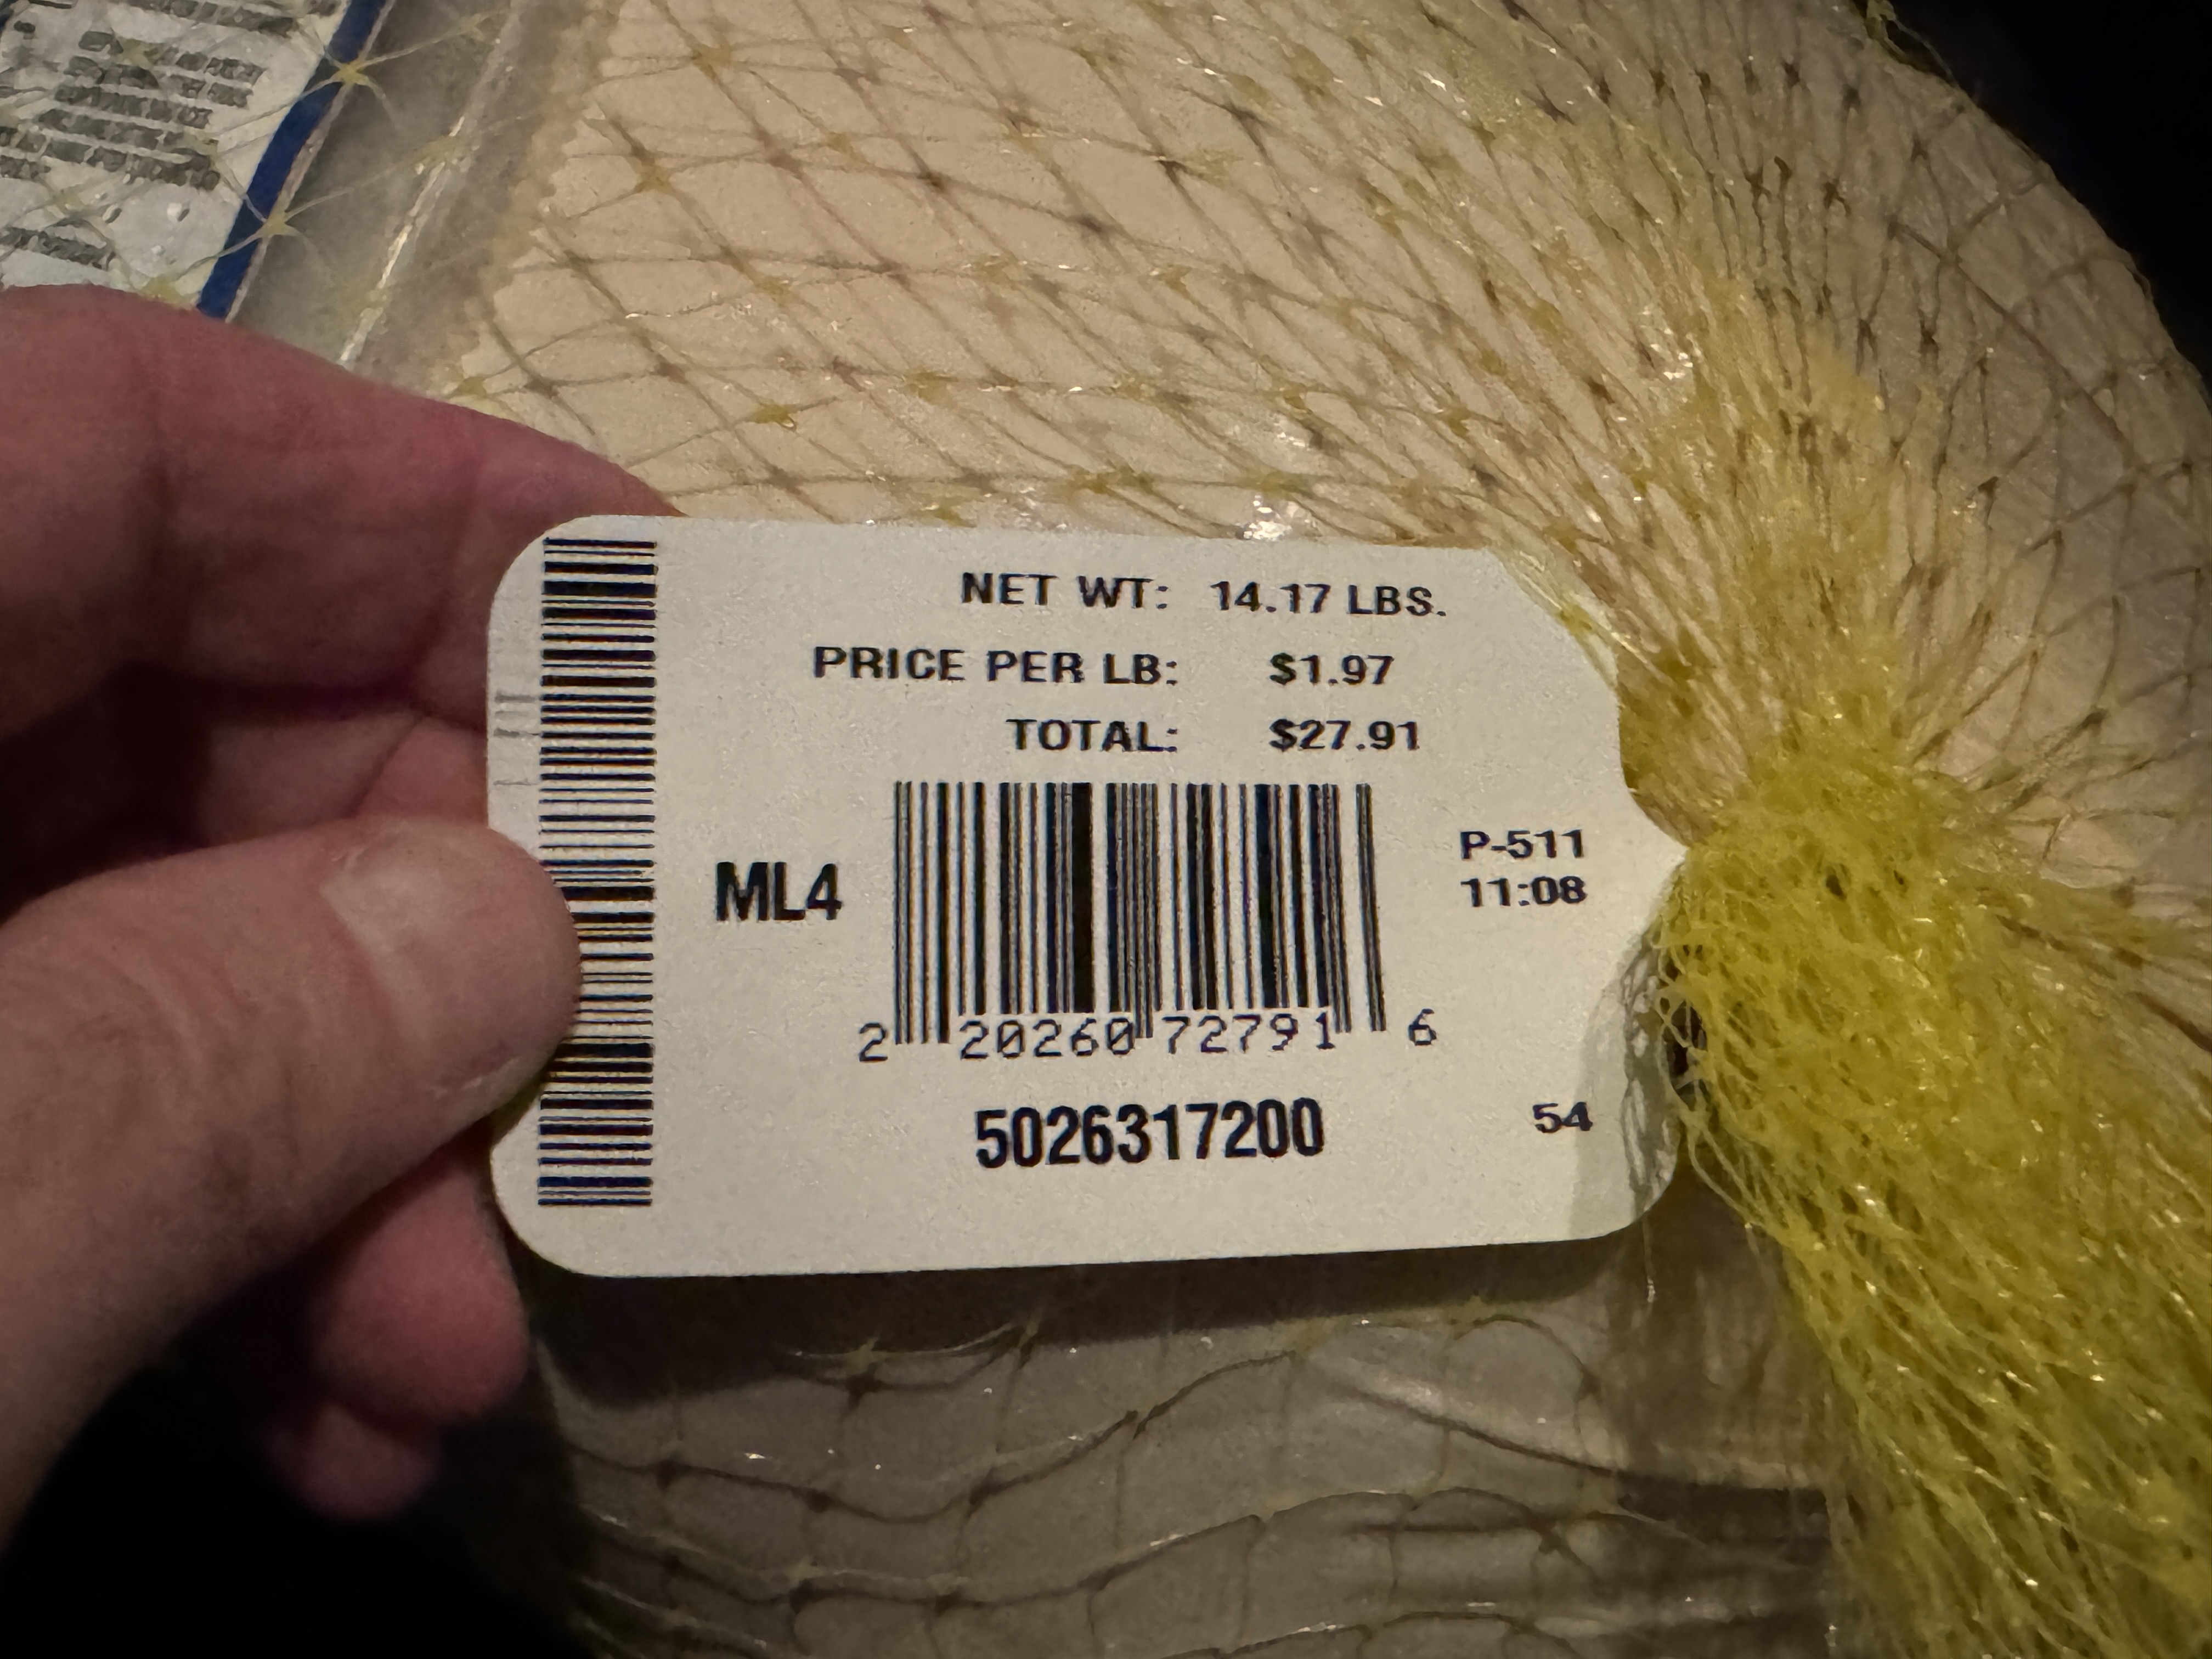 NET WT: 14.17 LBS.
PRICE PER LB: $1.97
TOTAL: $27.91
ML4
P-511
11:08
2 20260 72791 6
5026317200
54